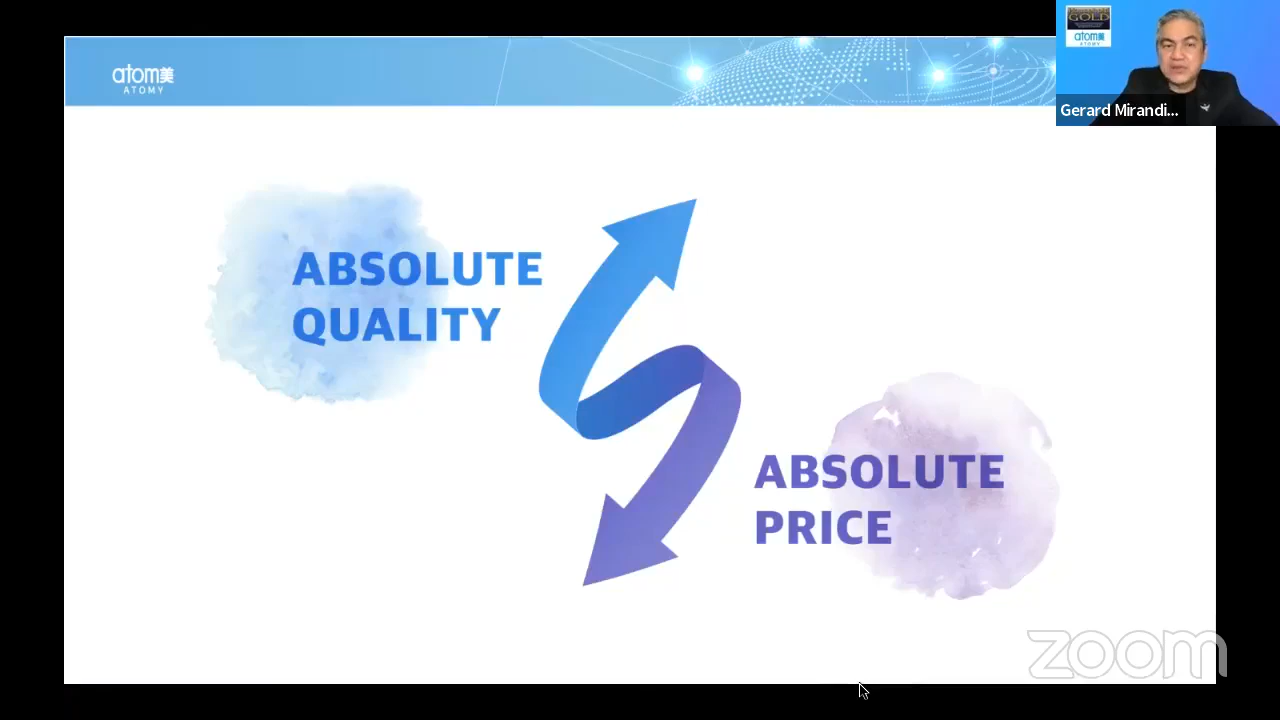 atom美
ATOMY
GOLD
atom美
ATOMY
Gerard Mirandi...
ABSOLUTE
QUALITY
ABSOLUTE
PRICE
zoom